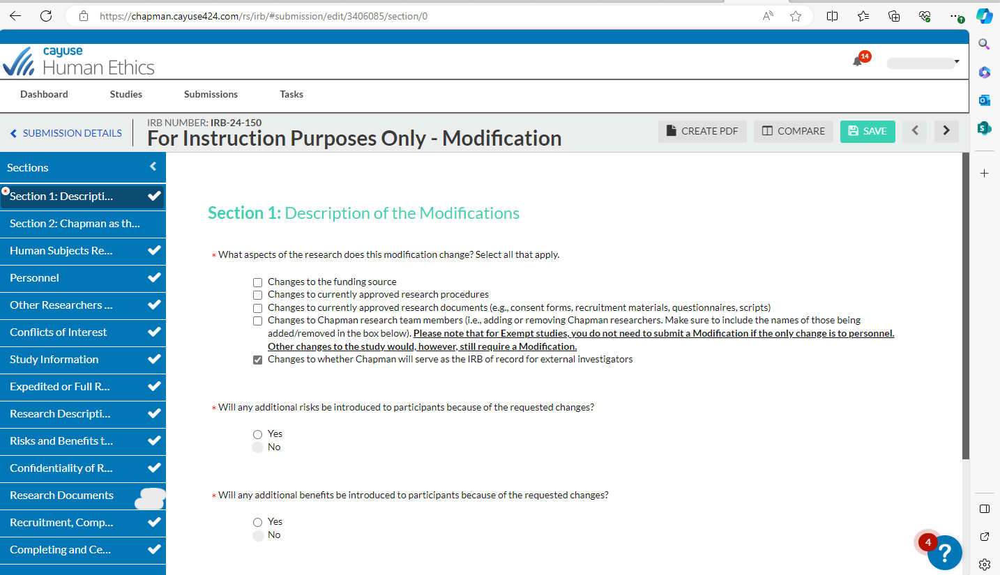 https://chapman.cayuse424.com/rs/irb/#submission/edit/3406085/section/0
cayuse
Human Ethics
14
Dashboard Studies Submissions Tasks
SUBMISSION DETAILS
IRB NUMBER: IRB-24-150
For Instruction Purposes Only - Modification
CREATE PDF COMPARE SAVE
Sections
Section 1: Descripti...
Section 2: Chapman as th...
Human Subjects Re...
Personnel
Other Researchers ...
Conflicts of Interest
Study Information
Expedited or Full R...
Research Descripti...
Risks and Benefits t...
Confidentiality of R...
Research Documents
Recruitment, Comp...
Completing and Ce...
Section 1: Description of the Modifications
* What aspects of the research does this modification change? Select all that apply.
Changes to the funding source
Changes to currently approved research procedures
Changes to currently approved research documents (e.g., consent forms, recruitment materials, questionnaires, scripts)
Changes to Chapman research team members (i.e., adding or removing Chapman researchers. Make sure to include the names of those being
added/removed in the box below). Please note that for Exempt studies, you do not need to submit a Modification if the only change is to personnel.
Other changes to the study would, however, still require a Modification.
Changes to whether Chapman will serve as the IRB of record for external investigators
* Will any additional risks be introduced to participants because of the requested changes?
Yes
No
* Will any additional benefits be introduced to participants because of the requested changes?
Yes
No
4
?